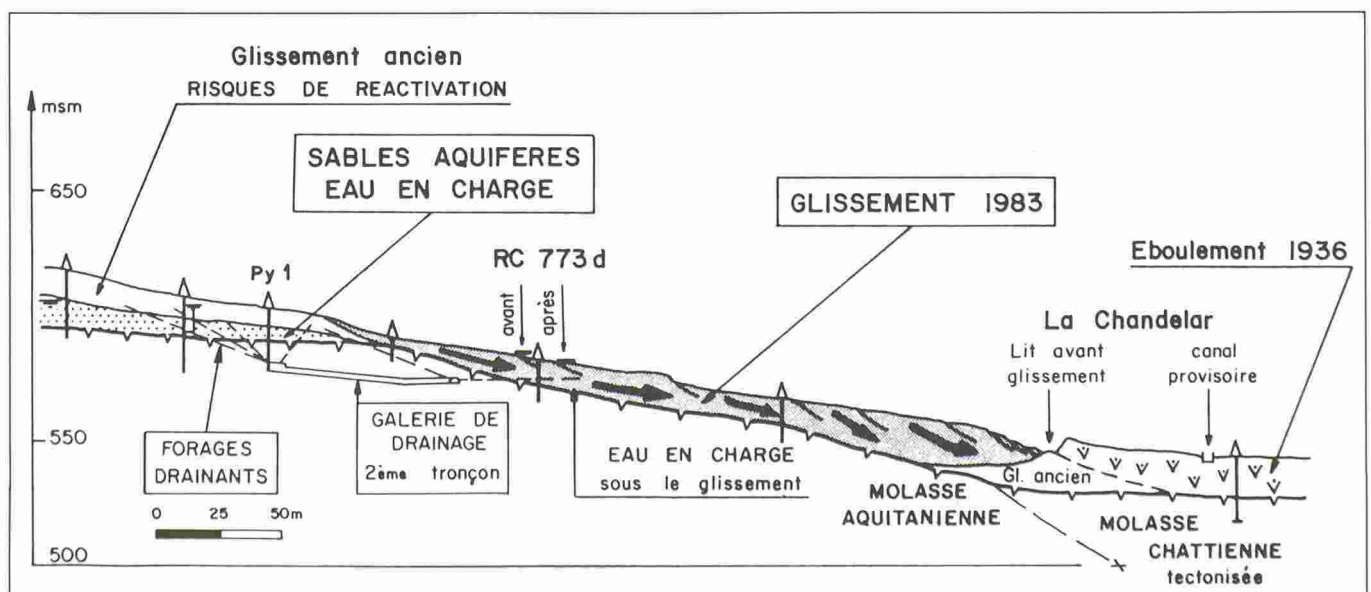 Glissement ancien
RISQUES DE REACTIVATION
msm
SABLES AQUIFERES
EAU EN CHARGE
650
GLISSEMENT 1983
RC 773 d
Eboulement 1936
Py 1
avant
après
La Chandelar
Lit avant
glissement
canal
provisoire
550
FORAGES
DRAINANTS
GALERIE DE
DRAINAGE
2ème tronçon
EAU EN CHARGE
sous le glissement
Gl. ancien
MOLASSE
AQUITANIENNE
MOLASSE
CHATTIENNE
tectonisée
0 25 50m
500